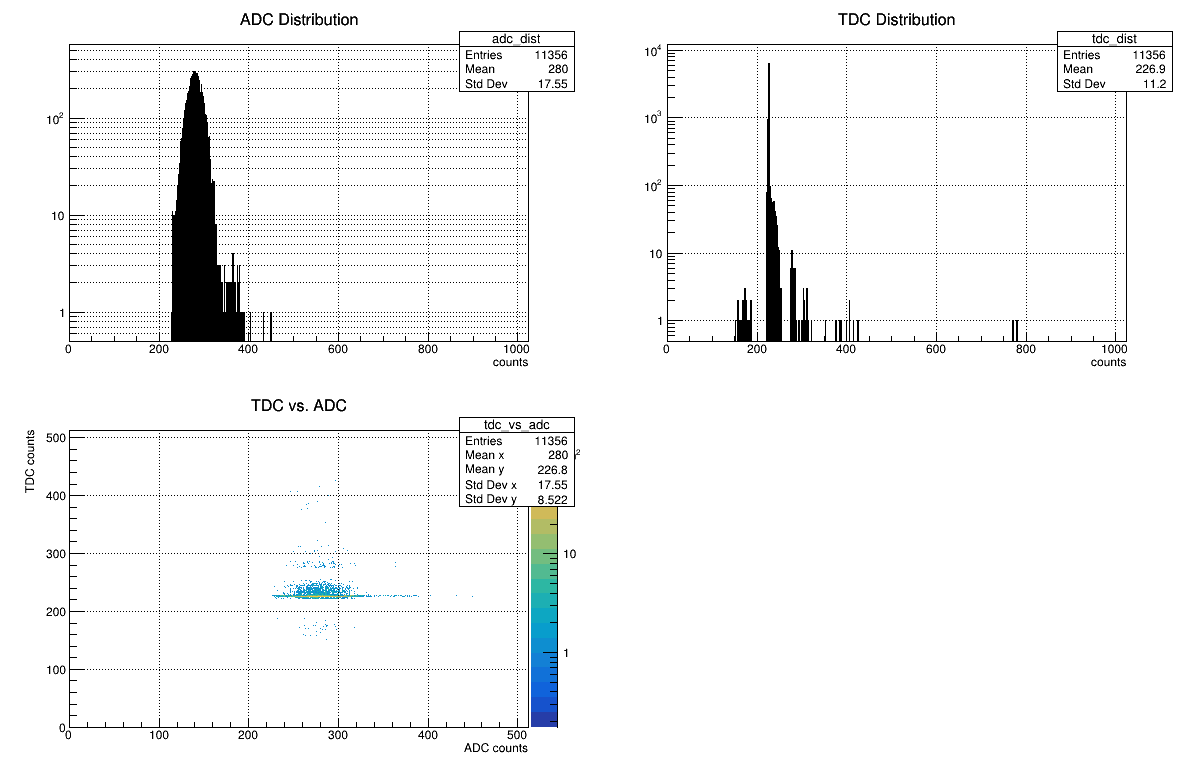 ADC Distribution
adc_dist
Entries 11356
Mean 280
Std Dev 17.55
10²
10
1
0 200 400 600 800 1000
counts
TDC Distribution
tdc_dist
Entries 11356
Mean 226.9
Std Dev 11.2
10⁴
10³
10²
10
1
0 200 400 600 800 1000
counts
TDC vs. ADC
tdc_vs_adc
Entries 11356
Mean x 280
Mean y 226.8
Std Dev x 17.55
Std Dev y 8.522
TDC counts
500
400
300
200
100
0
0 100 200 300 400 500
ADC counts
2
10
1